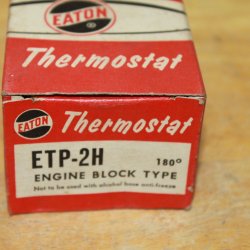 EATON
Thermostat
EATON
Thermostat
ETP-2H 180°
ENGINE BLOCK TYPE
Not to be used with alcohol base anti-freeze